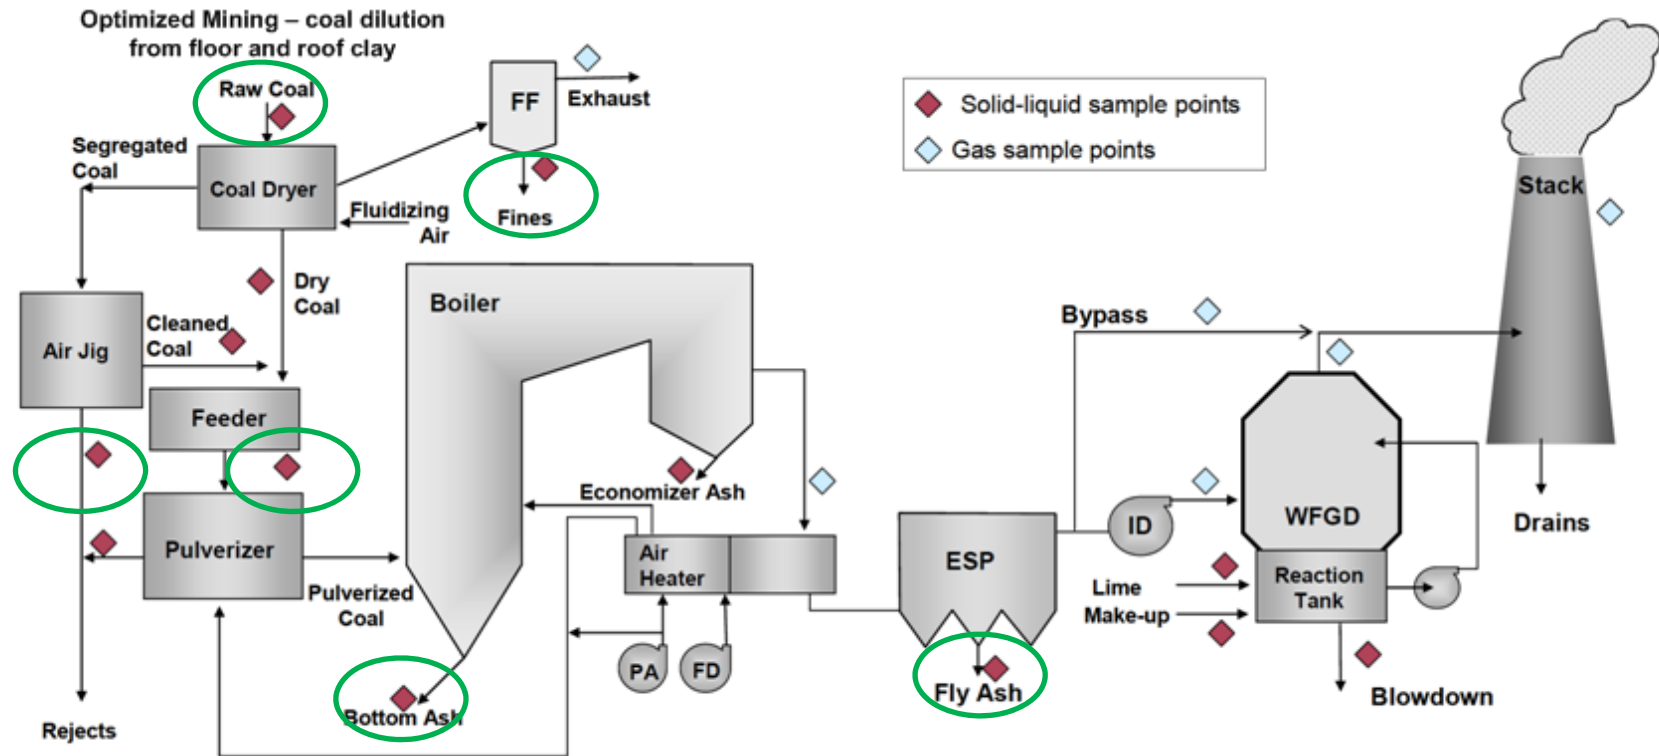 Optimized Mining – coal dilution
from floor and roof clay
Raw Coal
FF
Exhaust
Solid-liquid sample points
Gas sample points
Segregated
Coal
Coal Dryer
Fluidizing
Air
Fines
Stack
Dry
Coal
Boiler
Bypass
Cleaned
Coal
Air Jig
Feeder
Economizer Ash
ID
WFGD
Drains
Pulverizer
Air
Heater
ESP
Pulverized
Coal
Lime
Make-up
Reaction
Tank
PA
FD
Fly Ash
Blowdown
Bottom Ash
Rejects